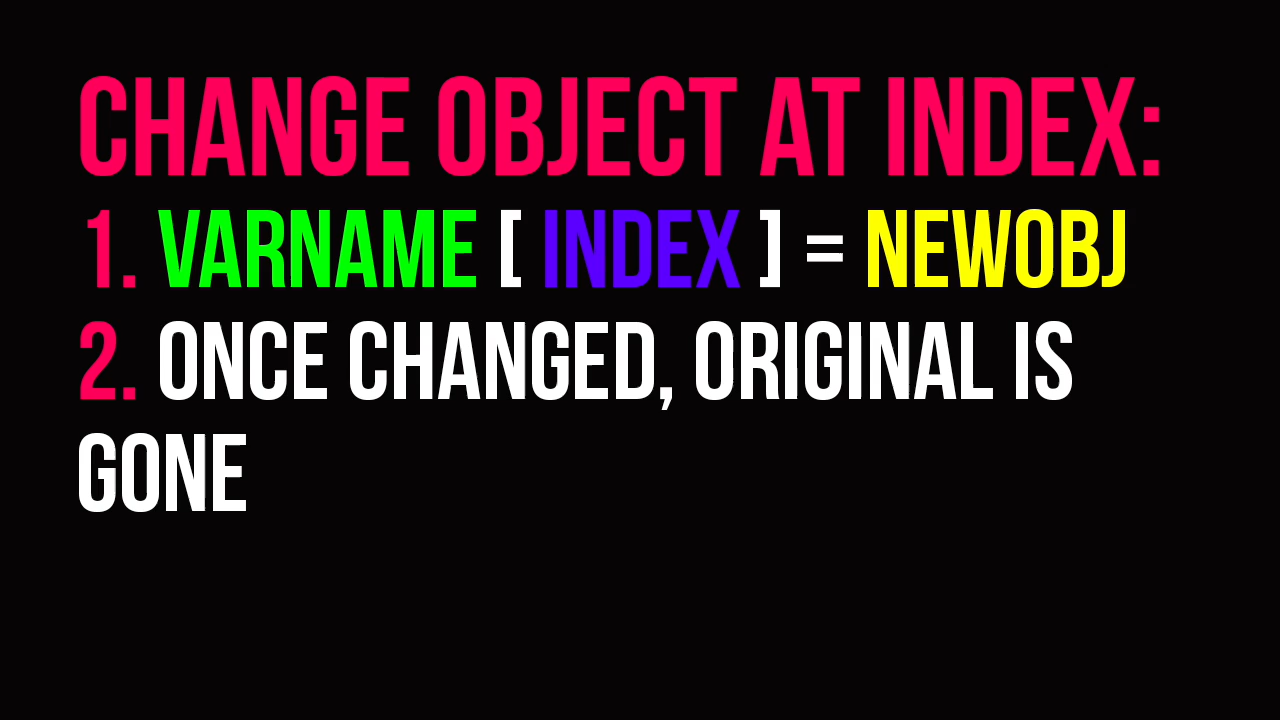 CHANGE OBJECT AT INDEX:
1. VARNAME [ INDEX ] = NEWOBJ
2. ONCE CHANGED, ORIGINAL IS
GONE